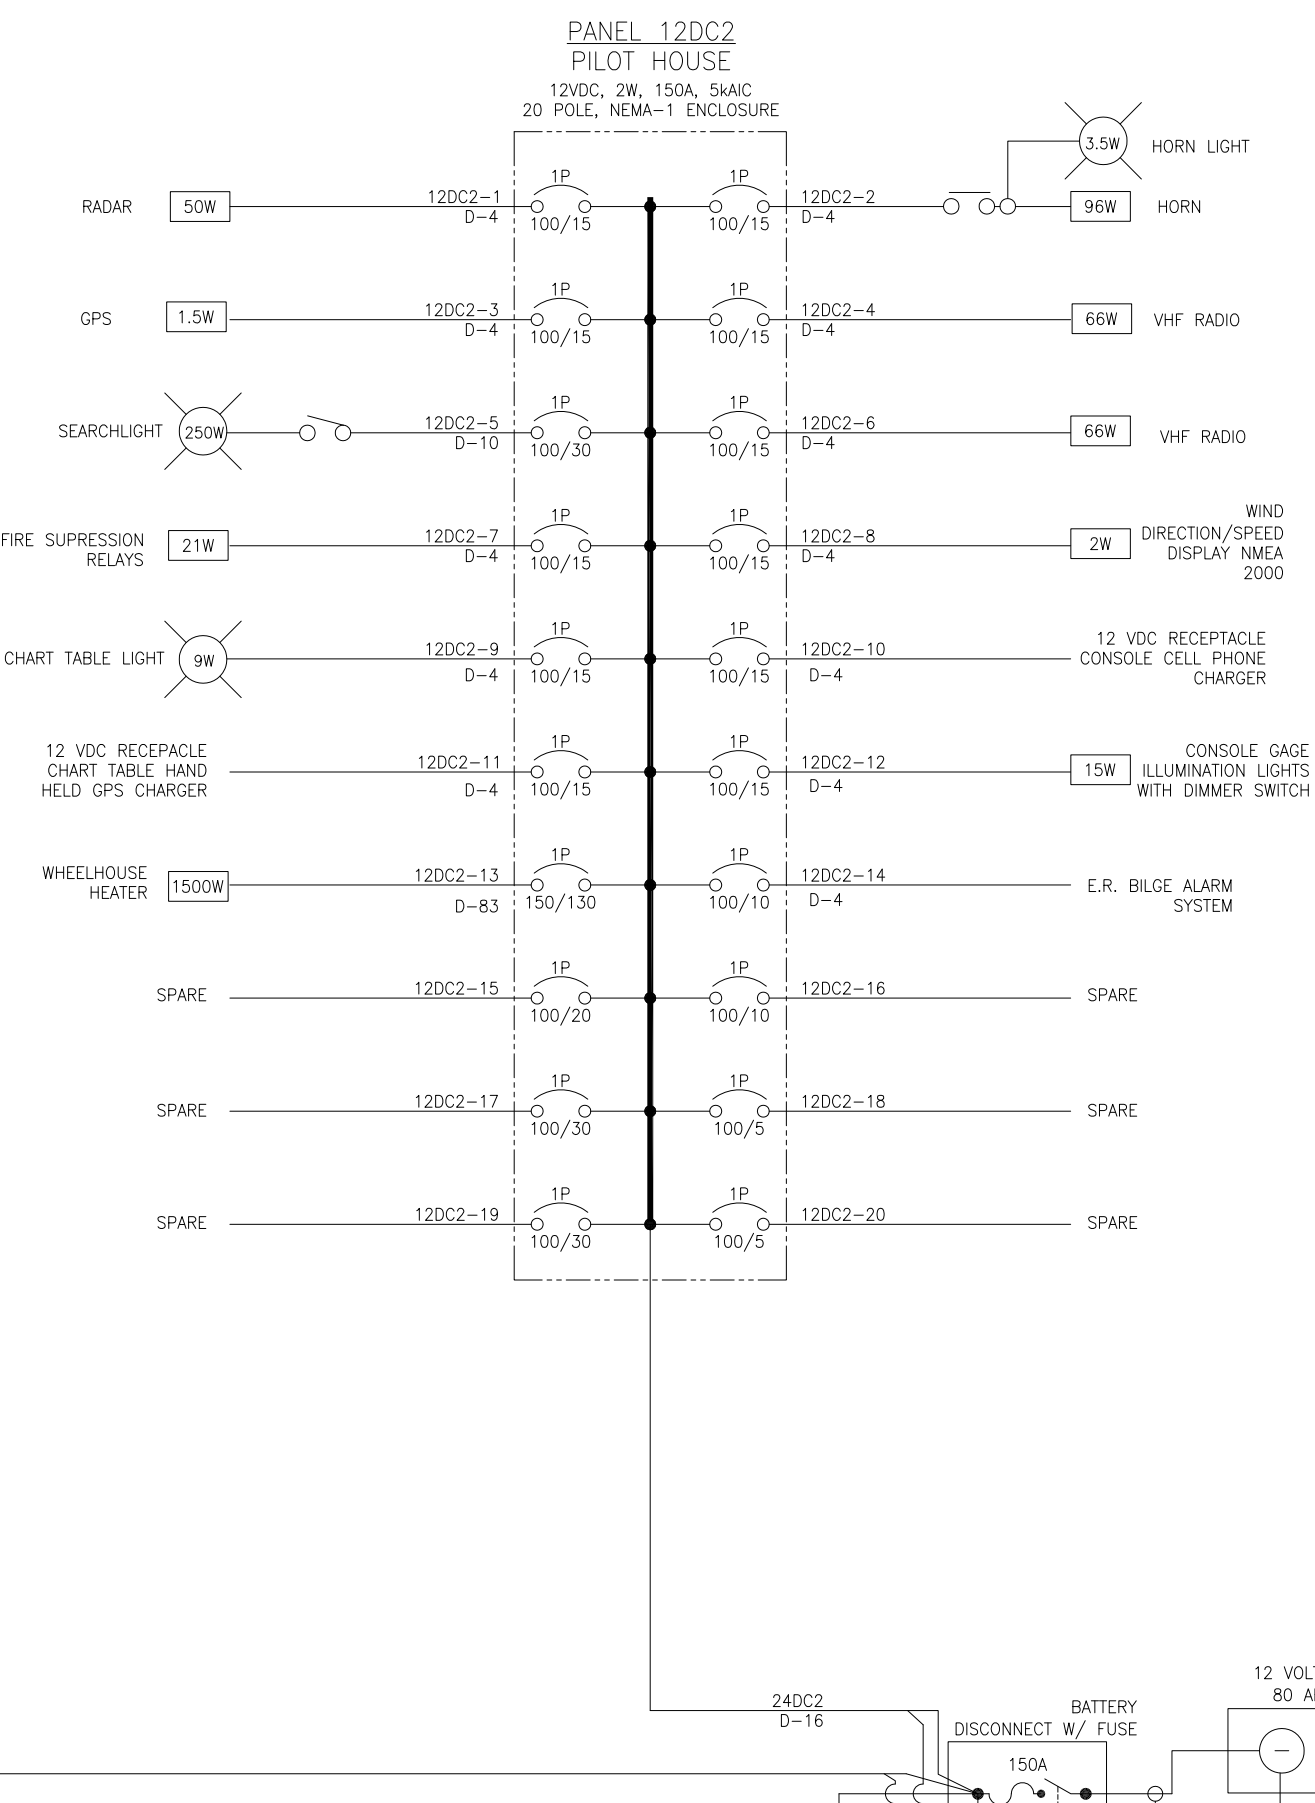 PANEL 12DC2
PILOT HOUSE
12VDC, 2W, 150A, 5kAIC
20 POLE, NEMA-1 ENCLOSURE
RADAR
50W
12DC2-1
D-4
1P
100/15
1P
100/15
12DC2-2
D-4
3.5W
HORN LIGHT
96W
HORN
GPS
1.5W
12DC2-3
D-4
1P
100/15
1P
100/15
12DC2-4
D-4
66W
VHF RADIO
SEARCHLIGHT
250W
12DC2-5
D-10
1P
100/30
1P
100/15
12DC2-6
D-4
66W
VHF RADIO
FIRE SUPRESSION
RELAYS
21W
12DC2-7
D-4
1P
100/15
1P
100/15
12DC2-8
D-4
2W
WIND
DIRECTION/SPEED
DISPLAY NMEA
2000
CHART TABLE LIGHT
9W
12DC2-9
D-4
1P
100/15
1P
100/15
12DC2-10
D-4
12 VDC RECEPTACLE
CONSOLE CELL PHONE
CHARGER
12 VDC RECEPACLE
CHART TABLE HAND
HELD GPS CHARGER
12DC2-11
D-4
1P
100/15
1P
100/15
12DC2-12
D-4
15W
CONSOLE GAGE
ILLUMINATION LIGHTS
WITH DIMMER SWITCH
WHEELHOUSE
HEATER
1500W
12DC2-13
D-83
1P
150/130
1P
100/10
12DC2-14
D-4
E.R. BILGE ALARM
SYSTEM
SPARE
12DC2-15
1P
100/20
1P
100/10
12DC2-16
SPARE
SPARE
12DC2-17
1P
100/30
1P
100/5
12DC2-18
SPARE
SPARE
12DC2-19
1P
100/30
1P
100/5
12DC2-20
SPARE
24DC2
D-16
BATTERY
DISCONNECT W/ FUSE
150A
12
80